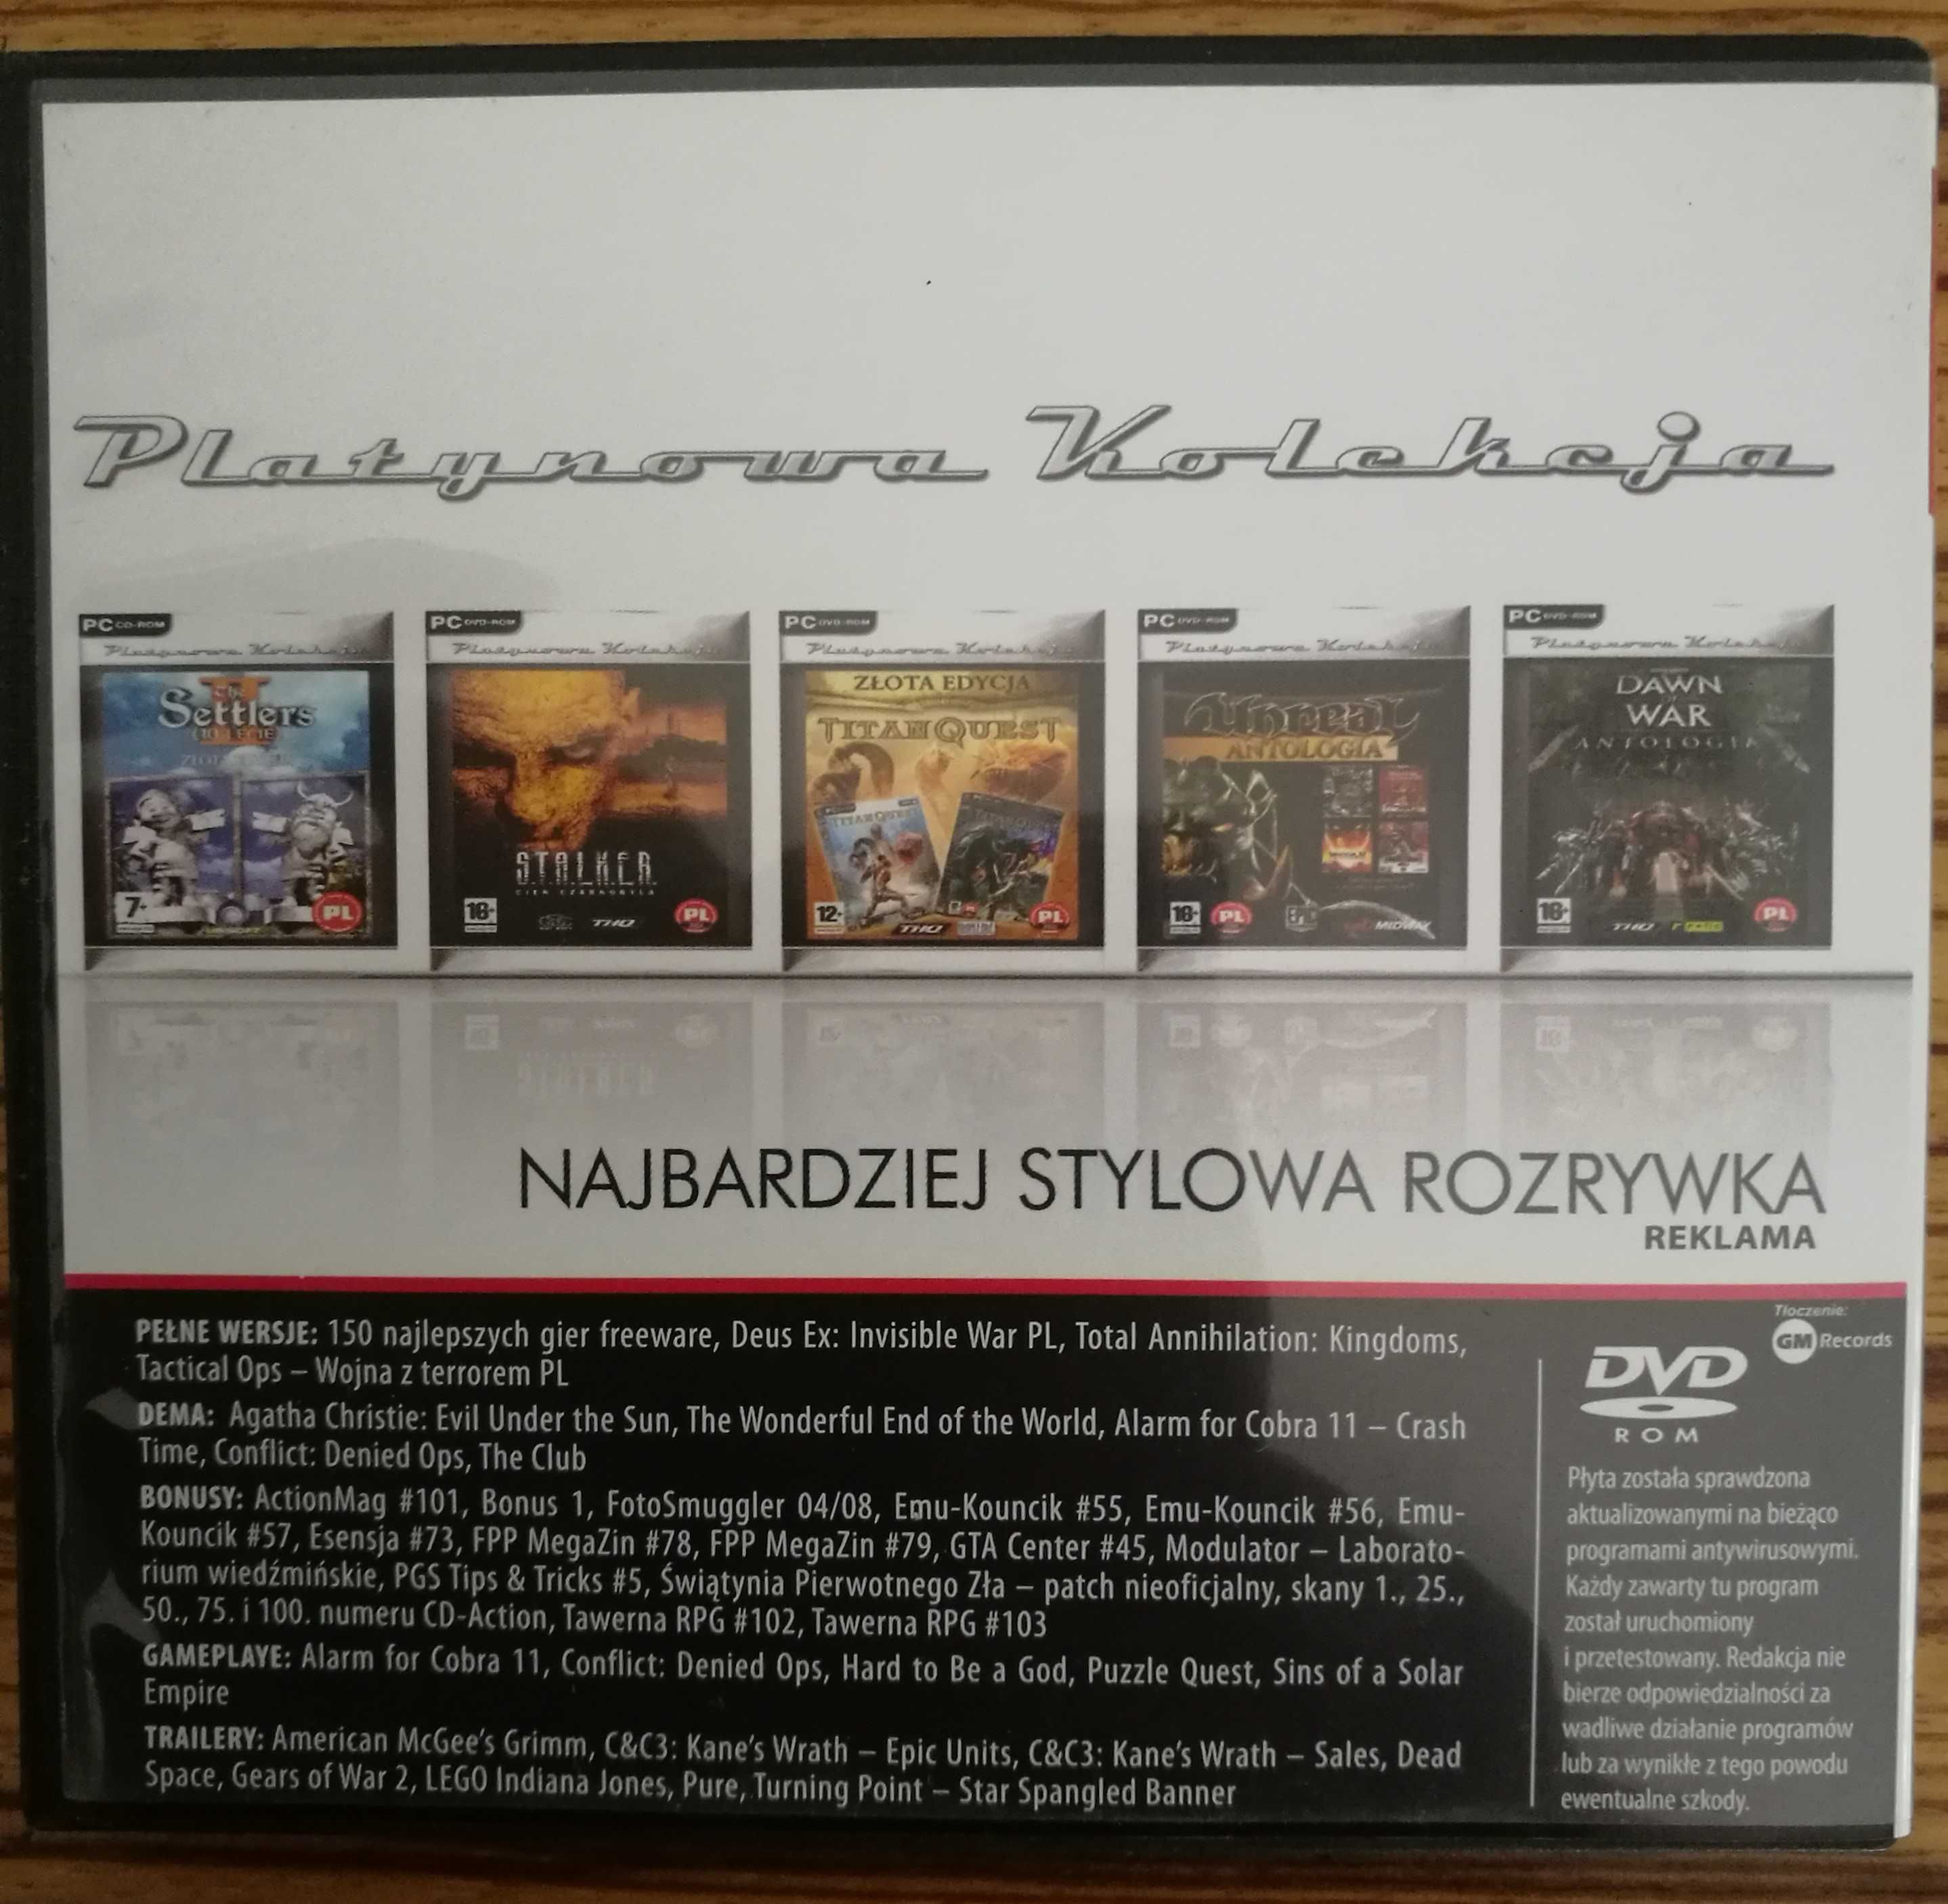 Platynowa Kolekcja
PC CD-ROM
Platynowa Kolekcja
The
Settlers
II
(10-LECIE)
7+
PL
PC DVD-ROM
Platynowa Kolekcja
S.T.A.L.K.E.R.
CIEŃ CZARNOBYLA
18+
THQ
PL
PC DVD-ROM
Platynowa Kolekcja
ZŁOTA EDYCJA
TITAN QUEST
TITAN QUEST
12+
THQ
PL
PC DVD-ROM
Platynowa Kolekcja
Unreal
ANTOLOGIA
18+
PL
EPIC
MIDWAY
PC DVD-ROM
Platynowa Kolekcja
DAWN
WAR
ANTOLOGIA
18+
THQ
PL
NAJBARDZIEJ STYLOWA ROZRYWKA
REKLAMA
PEŁNE WERSJE: 150 najlepszych gier freeware, Deus Ex: Invisible War PL, Total Annihilation: Kingdoms,
Tactical Ops – Wojna z terrorem PL
DEMA: Agatha Christie: Evil Under the Sun, The Wonderful End of the World, Alarm for Cobra 11 – Crash
Time, Conflict: Denied Ops, The Club
BONUSY: ActionMag #101, Bonus 1, FotoSmuggler 04/08, Emu-Kouncik #55, Emu-Kouncik #56, Emu-
Kouncik #57, Esensja #73, FPP MegaZin #78, FPP MegaZin #79, GTA Center #45, Modulator – Laborato-
rium wiedźmińskie, PGS Tips & Tricks #5, Świątynia Pierwotnego Zła – patch nieoficjalny, skany 1., 25.,
50., 75. i 100. numeru CD-Action, Tawerna RPG #102, Tawerna RPG #103
GAMEPLAYE: Alarm for Cobra 11, Conflict: Denied Ops, Hard to Be a God, Puzzle Quest, Sins of a Solar
Empire
TRAILERY: American McGee's Grimm, C&C3: Kane's Wrath – Epic Units, C&C3: Kane's Wrath – Sales, Dead
Space, Gears of War 2, LEGO Indiana Jones, Pure, Turning Point – Star Spangled Banner
Tłoczenie:
GM Records
DVD
ROM
Płyta została sprawdzona
aktualizowanymi na bieżąco
programami antywirusowymi.
Każdy zawarty tu program
został uruchomiony
i przetestowany. Redakcja nie
bierze odpowiedzialności za
wadliwe działanie programów
lub za wynikłe z tego powodu
ewentualne szkody.